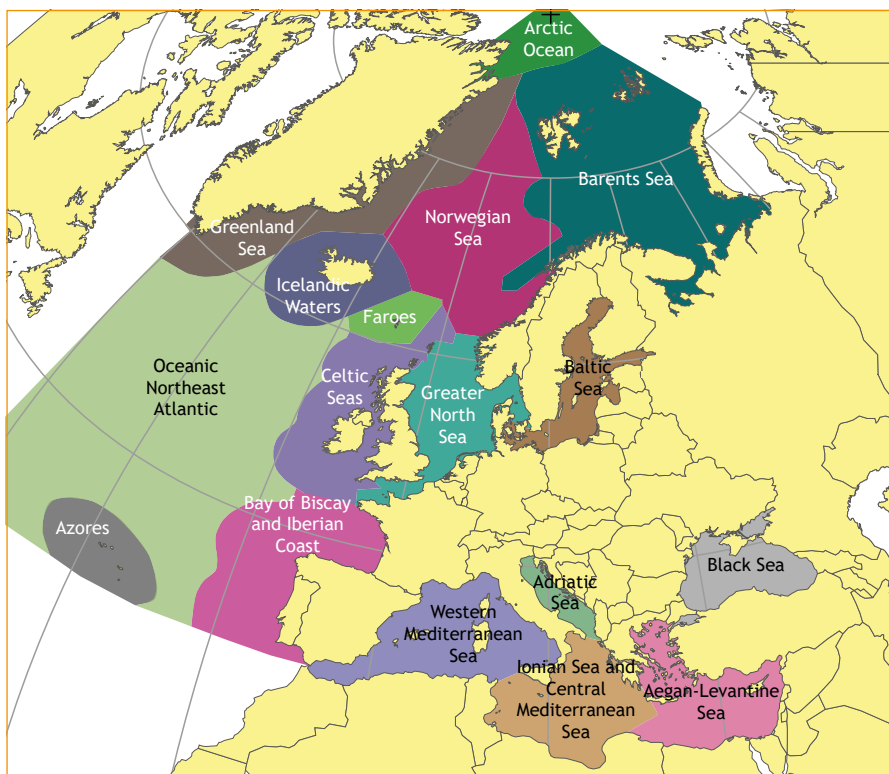 Arctic
Ocean
Barents Sea
Norwegian
Sea
Greenland
Sea
Icelandic
Waters
Faroes
Oceanic
Northeast
Atlantic
Celtic
Seas
Greater
North
Sea
Baltic
Sea
Azores
Bay of Biscay
and Iberian
Coast
Black Sea
Adriatic
Sea
Western
Mediterranean
Sea
Ionian Sea and
Central
Mediterranean
Sea
Aegan-Levantine
Sea